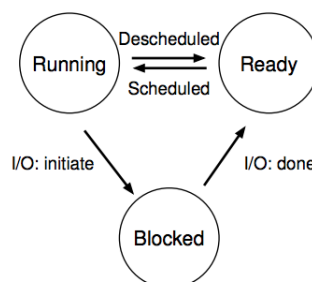 Descheduled
Running
Ready
Scheduled
I/O: initiate
I/O: done
Blocked